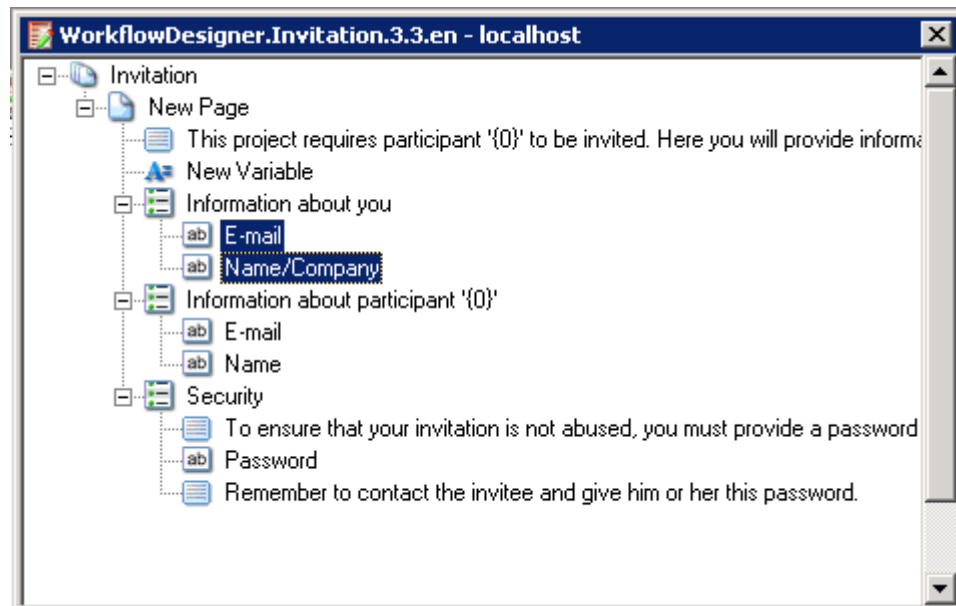 WorkflowDesigner.Invitation.3.3.en - localhost
Invitation
New Page
This project requires participant '{0}' to be invited. Here you will provide
New Variable
Information about you
E-mail
Name/Company
Information about participant '{0}'
E-mail
Name
Security
To ensure that your invitation is not abused, you must provide a password
Password
Remember to contact the invitee and give him or her this password.